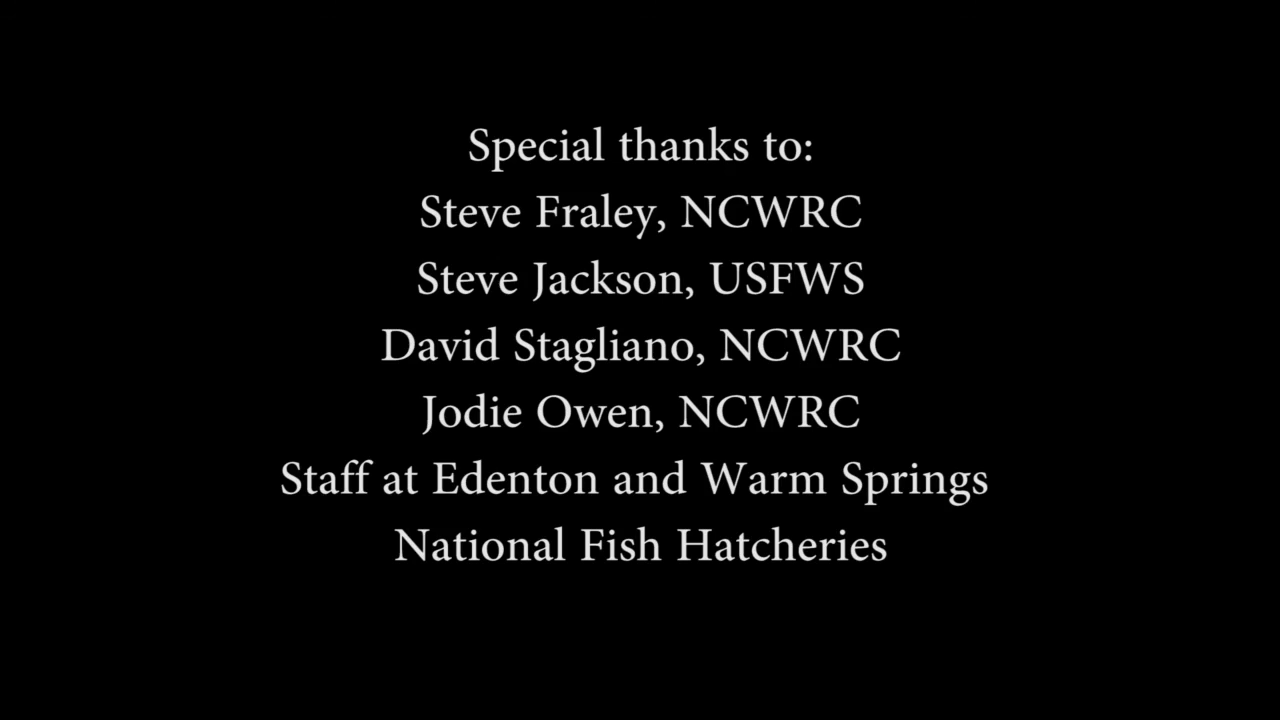 Special thanks to:
Steve Fraley, NCWRC
Steve Jackson, USFWS
David Stagliano, NCWRC
Jodie Owen, NCWRC
Staff at Edenton and Warm Springs
National Fish Hatcheries